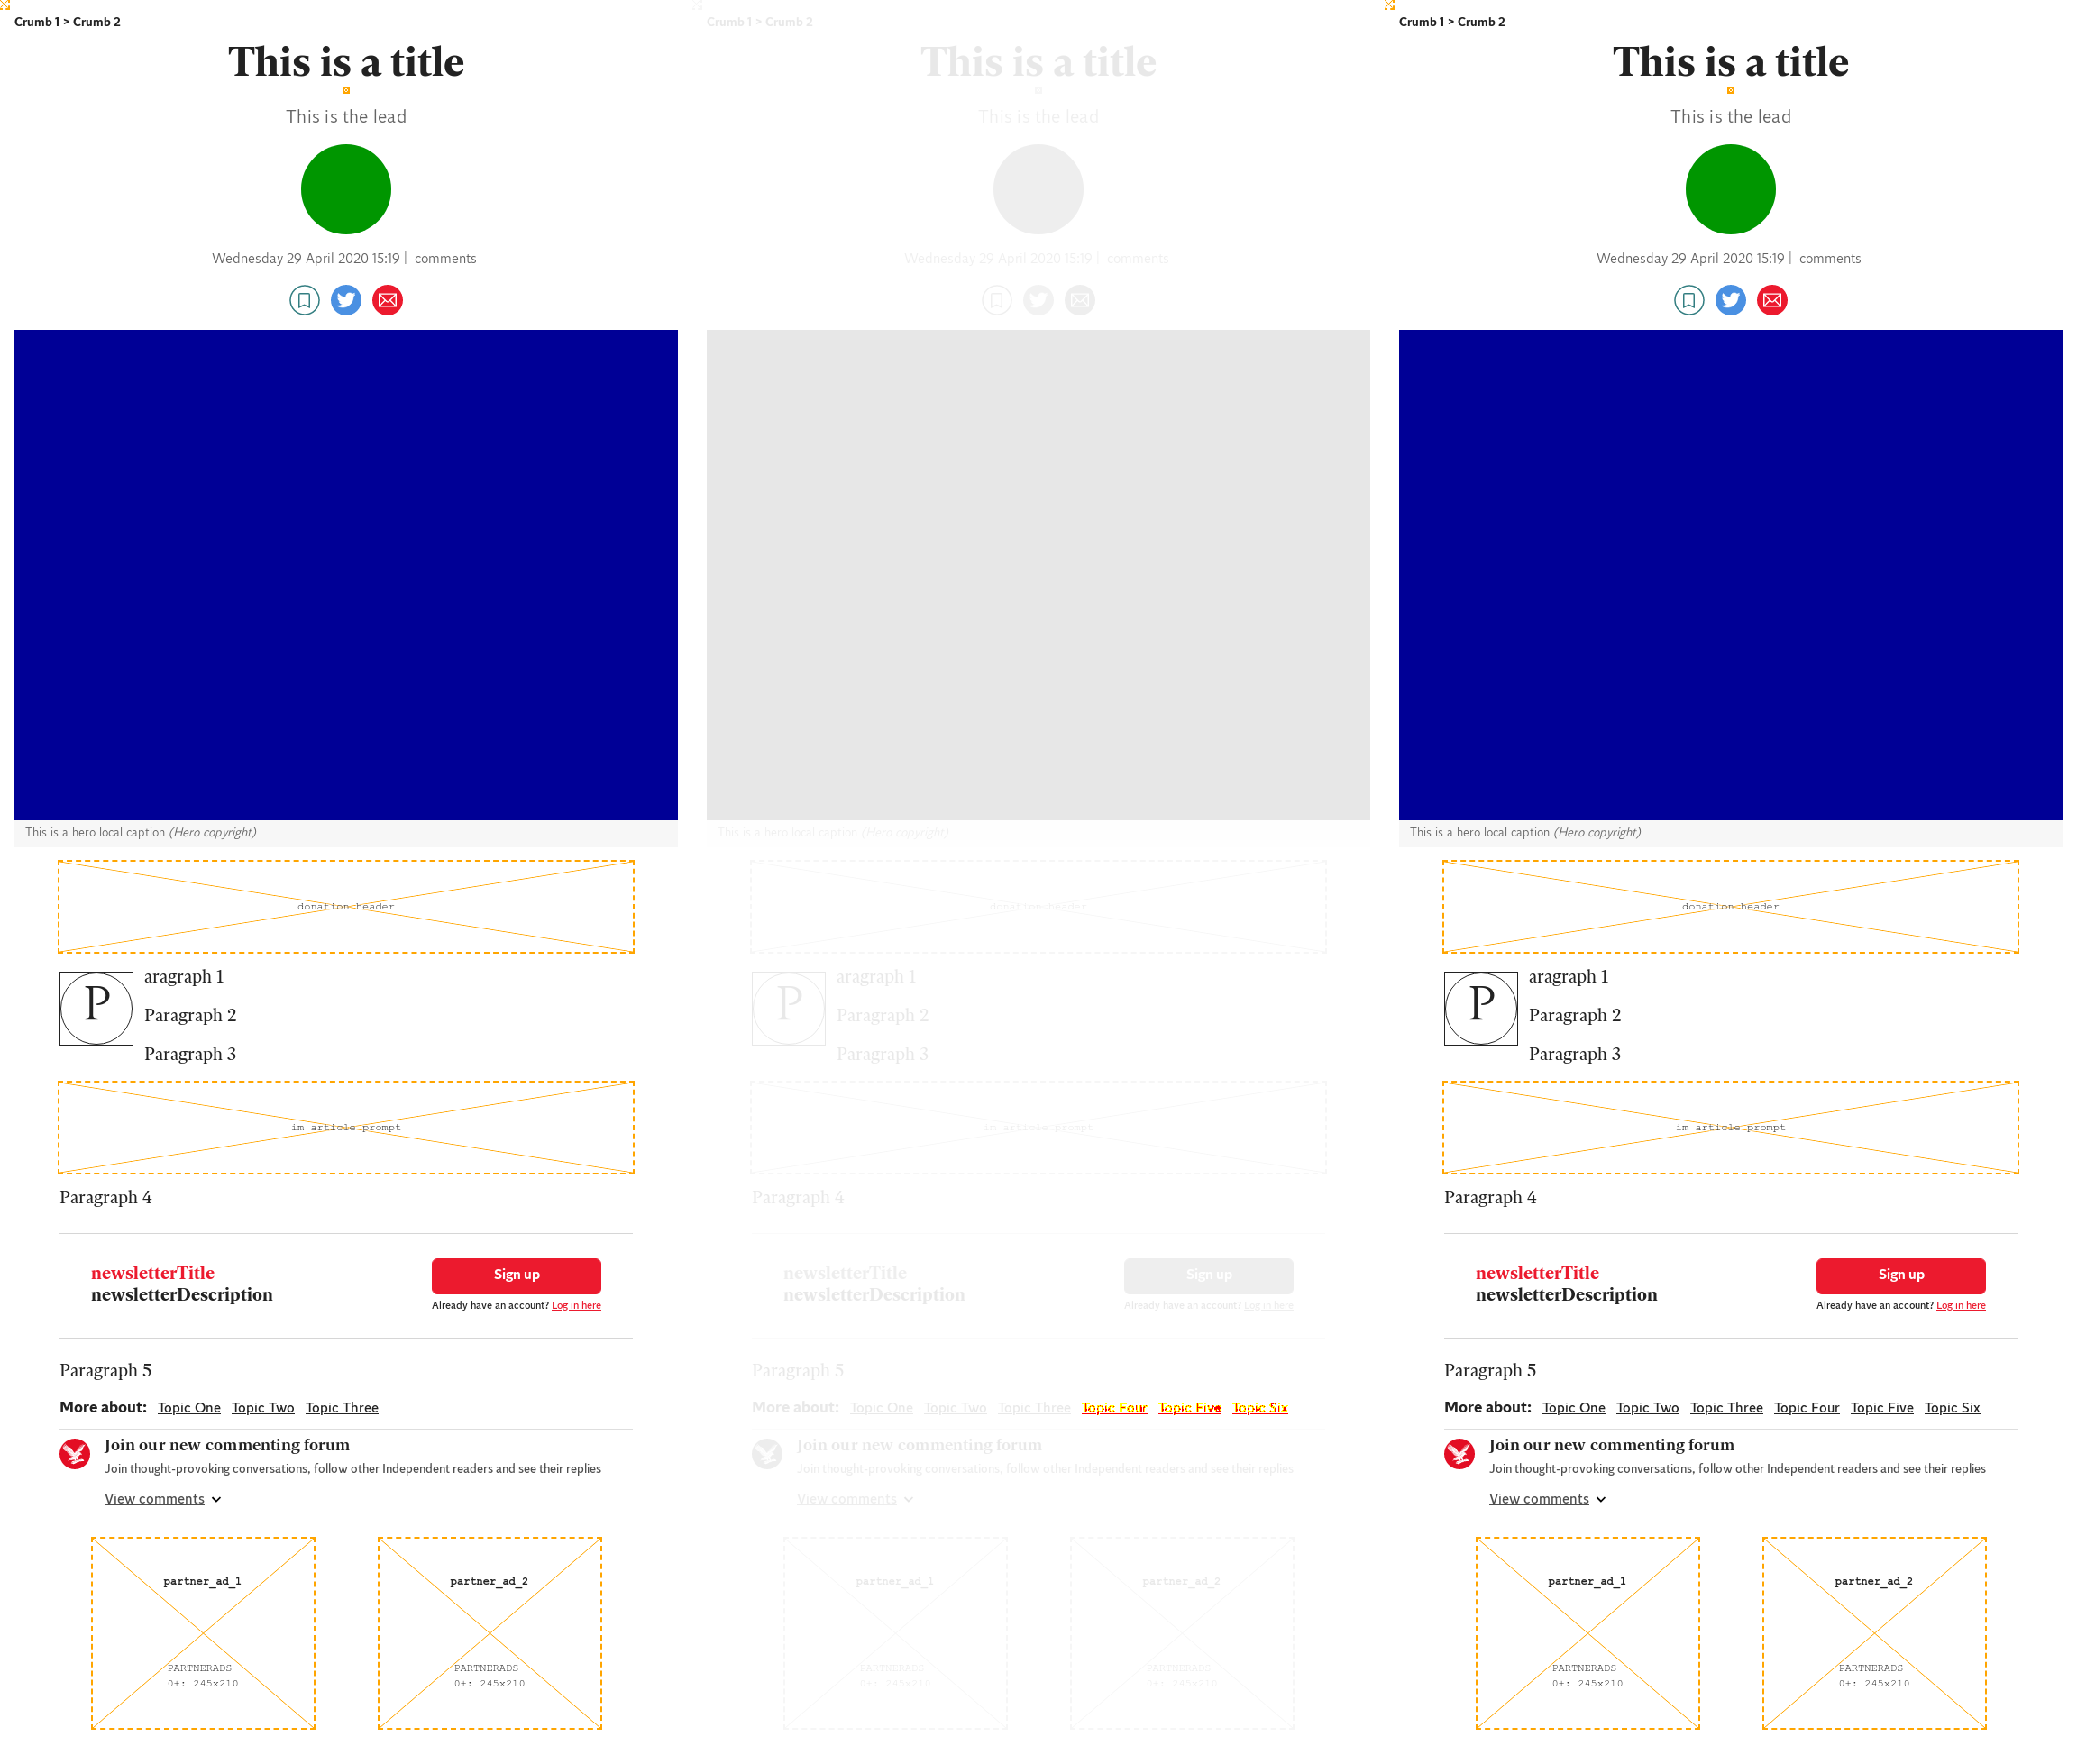 Crumb 1 > Crumb 2
This is a title
This is the lead
Wednesday 29 April 2020 15:19 | comments
This is a hero local caption (Hero copyright)
donation header
P
aragraph 1
Paragraph 2
Paragraph 3
im article prompt
Paragraph 4
newsletterTitle
newsletterDescription
Sign up
Already have an account? Log in here
Paragraph 5
More about: Topic One Topic Two Topic Three
Join our new commenting forum
Join thought-provoking conversations, follow other Independent readers and see their replies
View comments
partner_ad_1
PARTNERADS
0+: 245x210
partner_ad_2
PARTNERADS
0+: 245x210
Crumb 1 > Crumb 2
This is a title
This is the lead
Wednesday 29 April 2020 15:19 | comments
This is a hero local caption (Hero copyright)
donation header
P
aragraph 1
Paragraph 2
Paragraph 3
im article prompt
Paragraph 4
newsletterTitle
newsletterDescription
Sign up
Already have an account? Log in here
Paragraph 5
More about: Topic One Topic Two Topic Three Topic Four Topic Five Topic Six
Join our new commenting forum
Join thought-provoking conversations, follow other Independent readers and see their replies
View comments
partner_ad_1
PARTNERADS
0+: 245x210
partner_ad_2
PARTNERADS
0+: 245x210
Crumb 1 > Crumb 2
This is a title
This is the lead
Wednesday 29 April 2020 15:19 | comments
This is a hero local caption (Hero copyright)
donation header
P
aragraph 1
Paragraph 2
Paragraph 3
im article prompt
Paragraph 4
newsletterTitle
newsletterDescription
Sign up
Already have an account? Log in here
Paragraph 5
More about: Topic One Topic Two Topic Three Topic Four Topic Five Topic Six
Join our new commenting forum
Join thought-provoking conversations, follow other Independent readers and see their replies
View comments
partner_ad_1
PARTNERADS
0+: 245x210
partner_ad_2
PARTNERADS
0+: 245x210